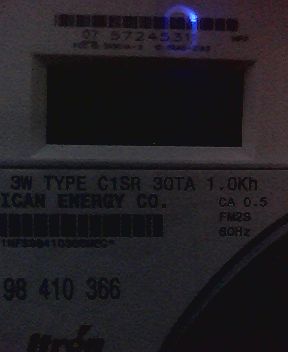 07 5724531
3W TYPE C1SR 30TA 1.0Kh
ICAN ENERGY CO.
CA 0.5
FM2S
60Hz
98 410 366
Itrón